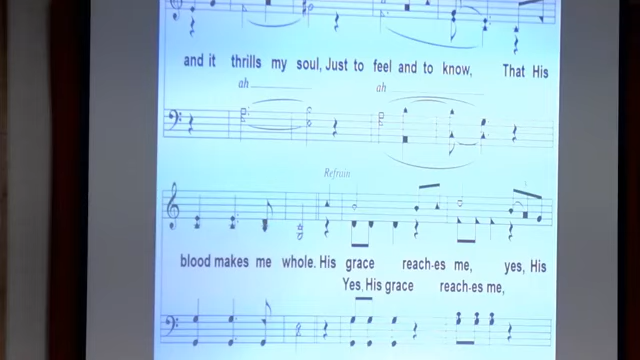 and it thrills my soul, Just to feel and to know, That His
ah ah
Refrain
blood makes me whole. His grace reach-es me, yes, His
Yes, His grace reach-es me,